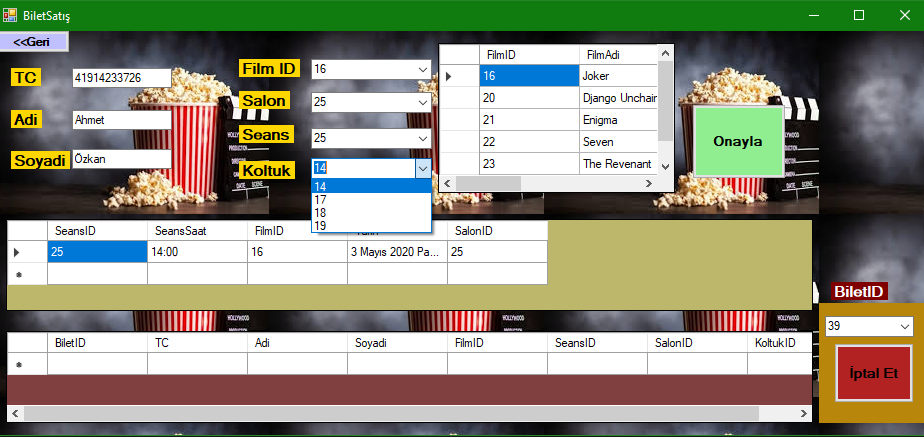 BiletSatış
<<Geri
TC 41914233726
Adi Ahmet
Soyadi Özkan
Film ID 16
Salon 25
Seans 25
Koltuk 14
14
17
18
19
FilmID FilmAdi
16 Joker
20 Django Unchain
21 Enigma
22 Seven
23 The Revenant
Onayla
SeansID SeansSaat FilmID SalonID
25 14:00 16 3 Mayıs 2020 Pa... 25
BiletID
39
İptal Et
BiletID TC Adi Soyadi FilmID SeansID SalonID KoltukID